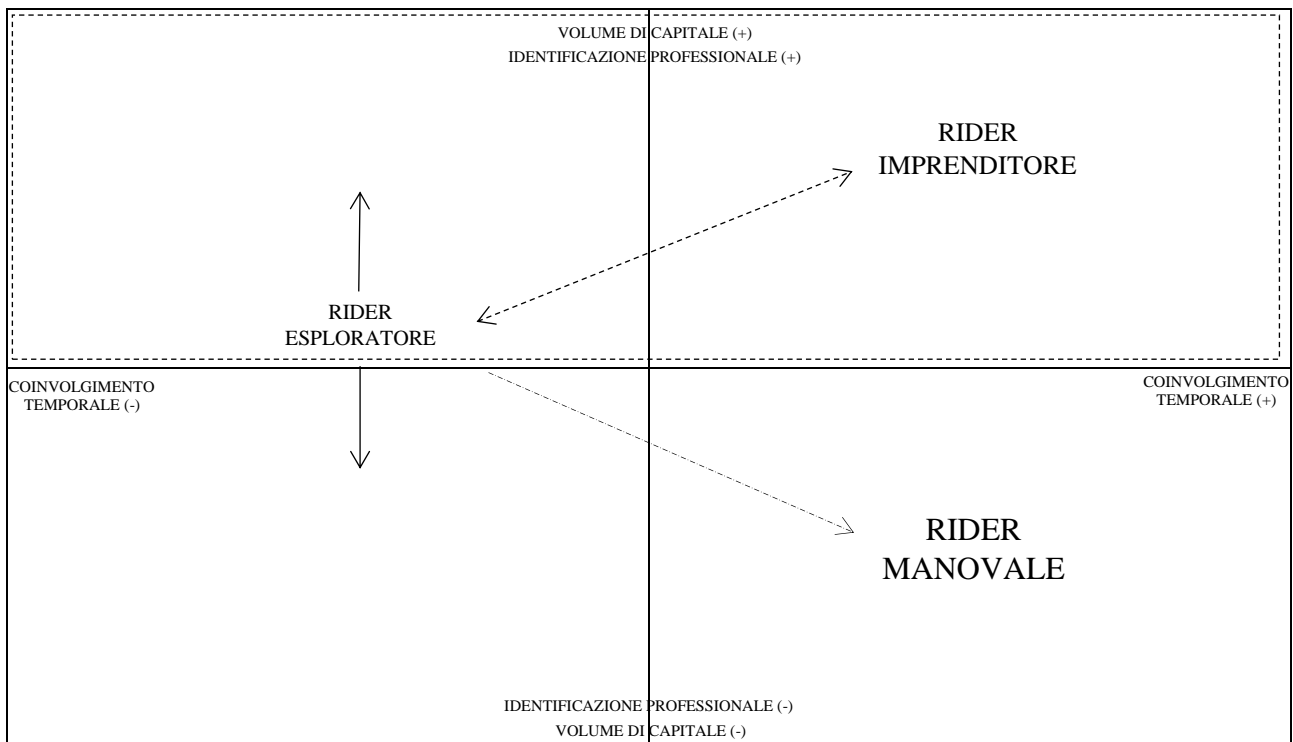 VOLUME DI CAPITALE (+)
IDENTIFICAZIONE PROFESSIONALE (+)
RIDER
IMPRENDITORE
RIDER
ESPLORATORE
COINVOLGIMENTO
TEMPORALE (-)
COINVOLGIMENTO
TEMPORALE (+)
RIDER
MANOVALE
IDENTIFICAZIONE PROFESSIONALE (-)
VOLUME DI CAPITALE (-)